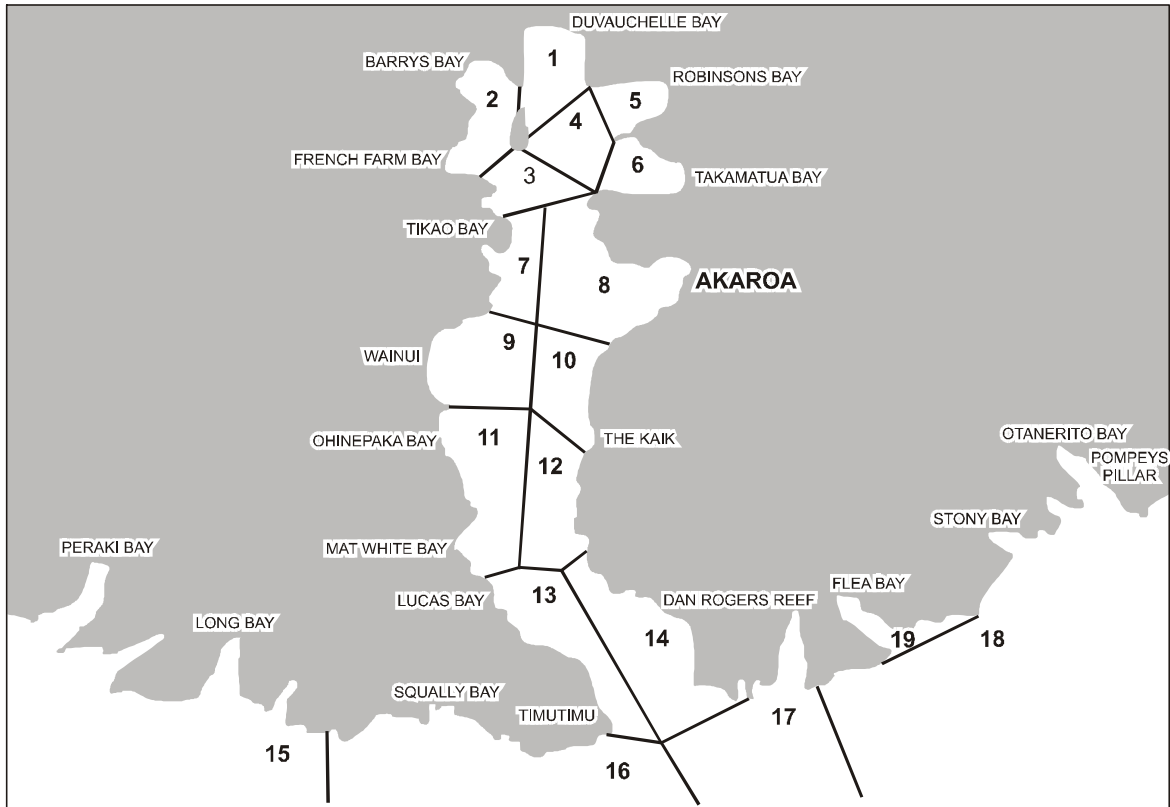 DUVAUCHELLE BAY
1
BARRYS BAY
ROBINSONS BAY
2
5
4
FRENCH FARM BAY
3
6
TAKAMATUA BAY
TIKAO BAY
7
8
AKAROA
WAINUI
9
10
OHINEPAKA BAY
11
12
THE KAIK
OTANERITO BAY
POMPEYS
PILLAR
STONY BAY
PERAKI BAY
MAT WHITE BAY
LUCAS BAY
13
DAN ROGERS REEF
FLEA BAY
LONG BAY
14
19
18
SQUALLY BAY
TIMUTIMU
17
15
16